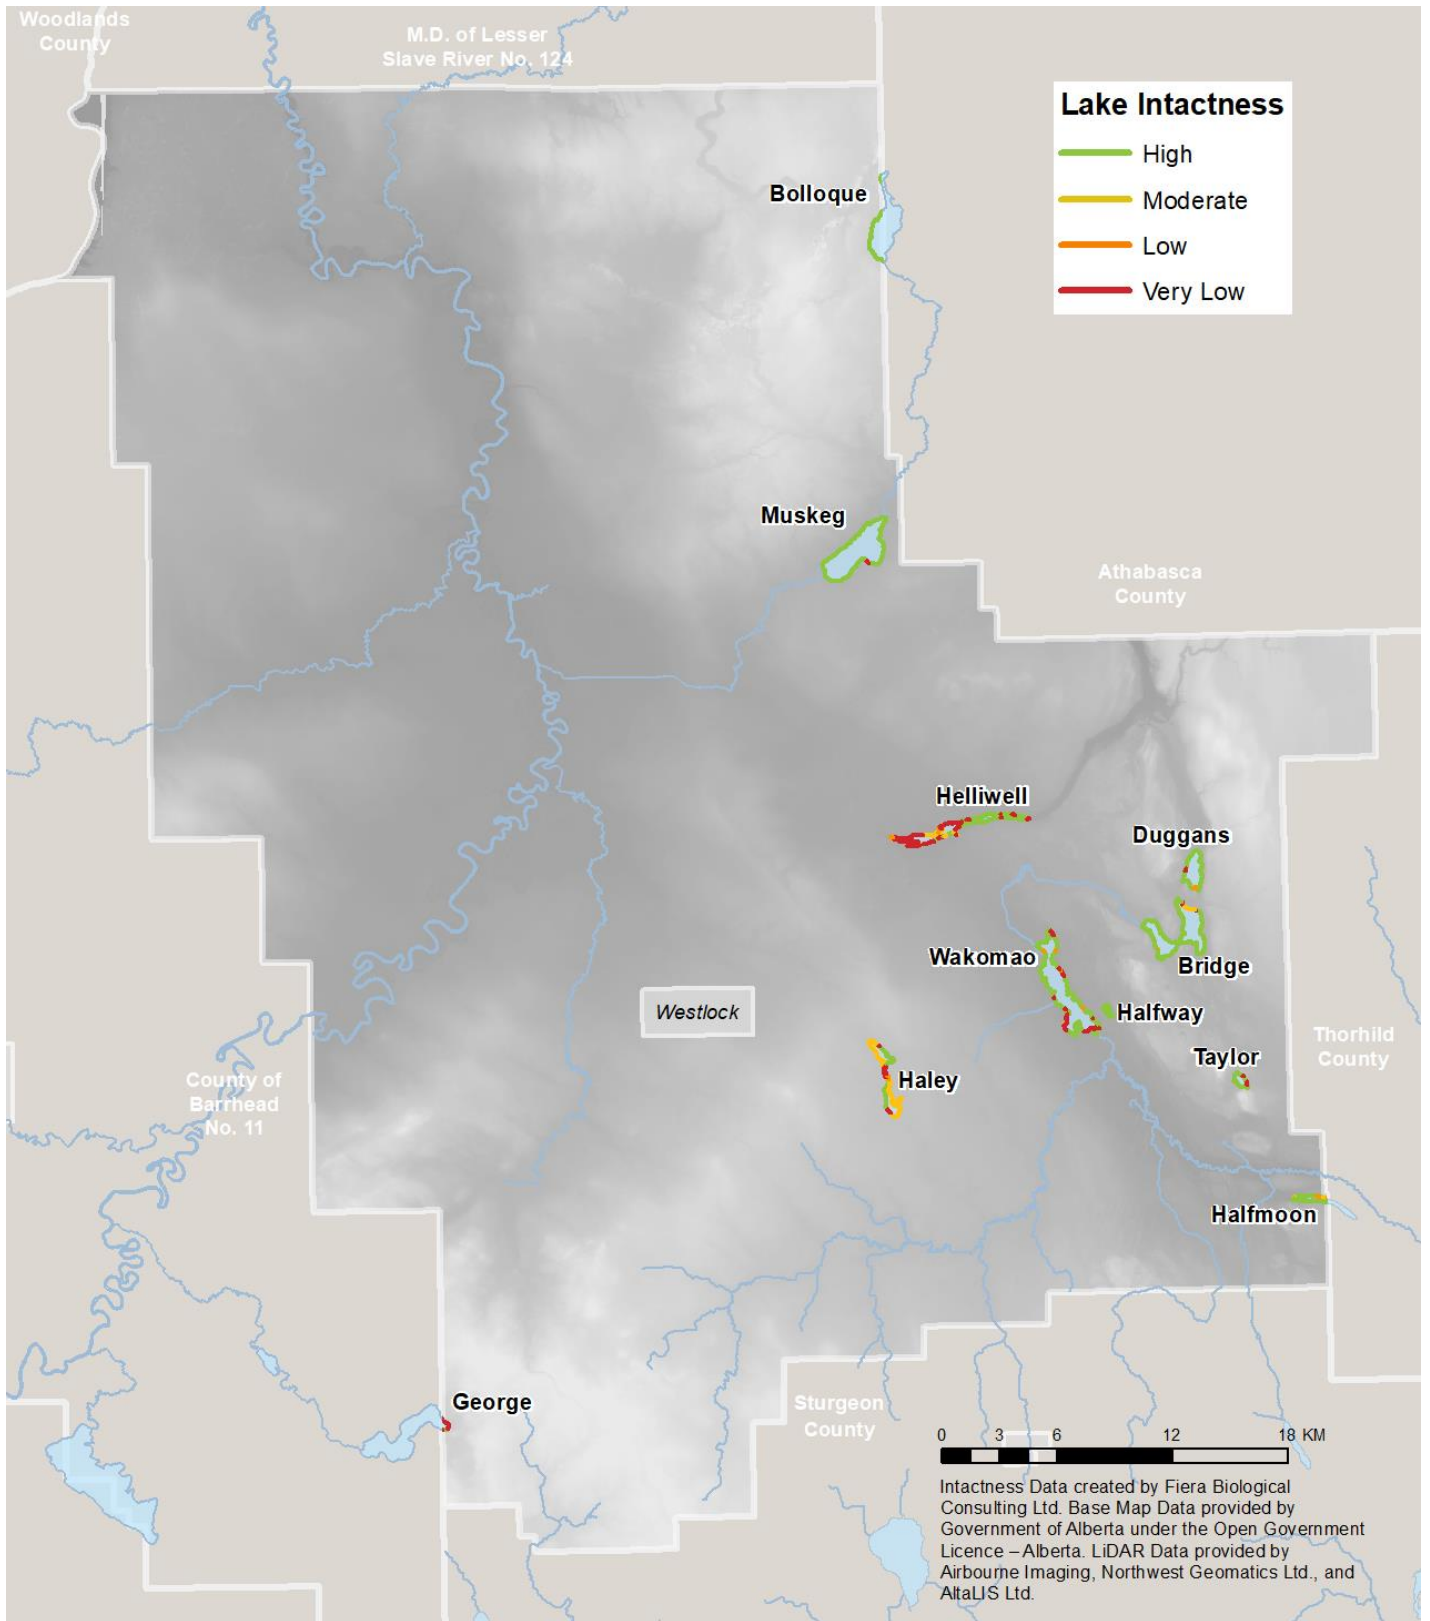 Woodlands
County
M.D. of Lesser
Slave River No. 124
Lake Intactness
High
Moderate
Low
Very Low
Bolloque
Muskeg
Athabasca
County
Helliwell
Duggans
Wakomao
Bridge
Westlock
Halfway
Thorhild
County
Taylor
Haley
County of
Barrhead
No. 11
Halfmoon
George
Sturgeon
County
0 3 6 12 18 KM
Intactness Data created by Fiera Biological
Consulting Ltd. Base Map Data provided by
Government of Alberta under the Open Government
Licence – Alberta. LiDAR Data provided by
Airbourne Imaging, Northwest Geomatics Ltd., and
AltaLIS Ltd.